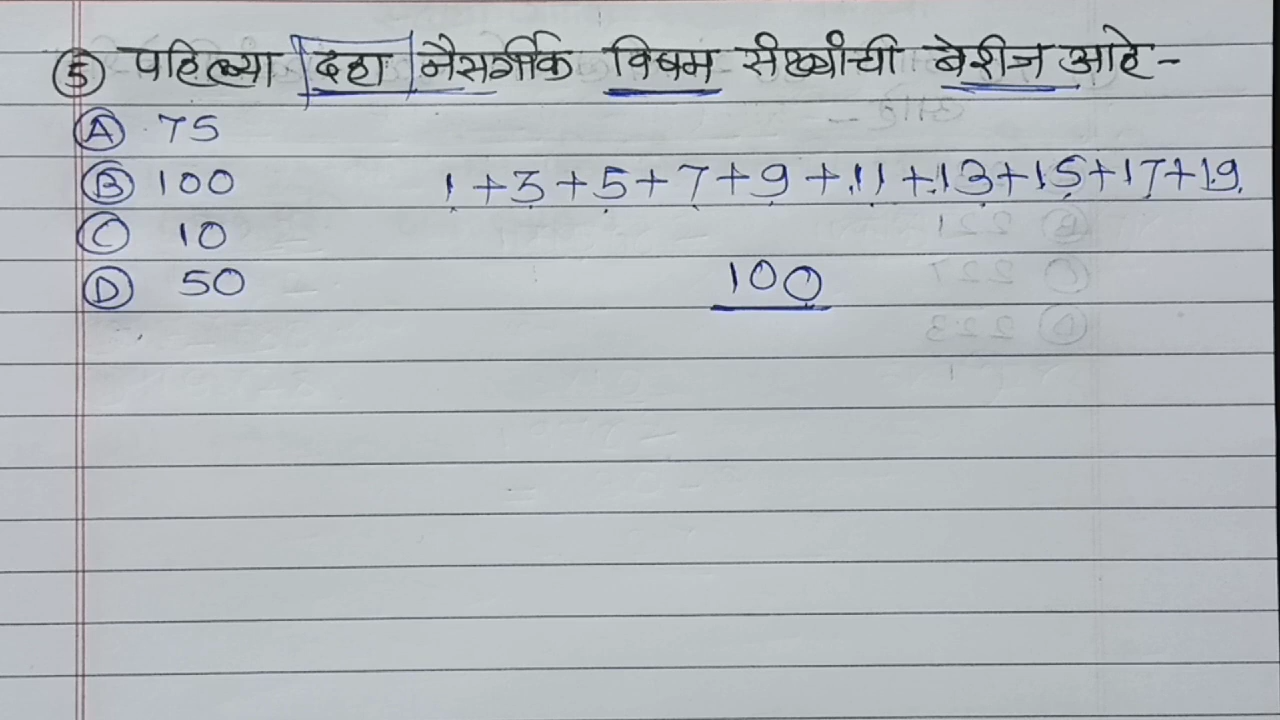 ⑤ पहिल्या दहा नैसर्गीक विषम संख्यांची बेरीज आहे-
Ⓐ 75
Ⓑ 100 1+3+5+7+9+11+13+15+17+19
Ⓒ 10
Ⓓ 50 100